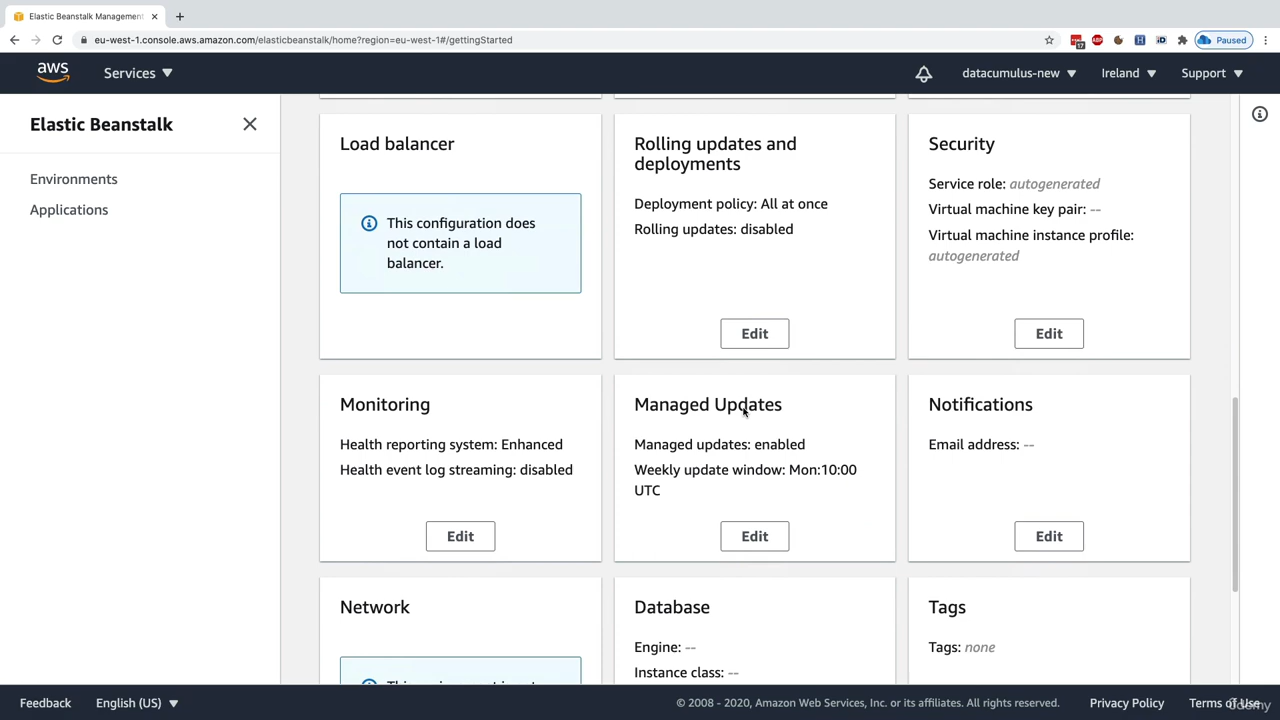 Elastic Beanstalk Management
eu-west-1.console.aws.amazon.com/elasticbeanstalk/home?region=eu-west-1#/gettingStarted
17
ABP
Paused
aws
Services
datacumulus-new
Ireland
Support
Elastic Beanstalk
Environments
Applications
Load balancer
This configuration does
not contain a load
balancer.
Rolling updates and
deployments
Deployment policy: All at once
Rolling updates: disabled
Edit
Security
Service role: autogenerated
Virtual machine key pair: --
Virtual machine instance profile:
autogenerated
Edit
Monitoring
Health reporting system: Enhanced
Health event log streaming: disabled
Edit
Managed Updates
Managed updates: enabled
Weekly update window: Mon:10:00
UTC
Edit
Notifications
Email address: --
Edit
Network
Database
Engine: --
Instance class: --
Tags
Tags: none
Feedback
English (US)
© 2008 - 2020, Amazon Web Services, Inc. or its affiliates. All rights reserved.
Privacy Policy
Terms of Use
Udemy